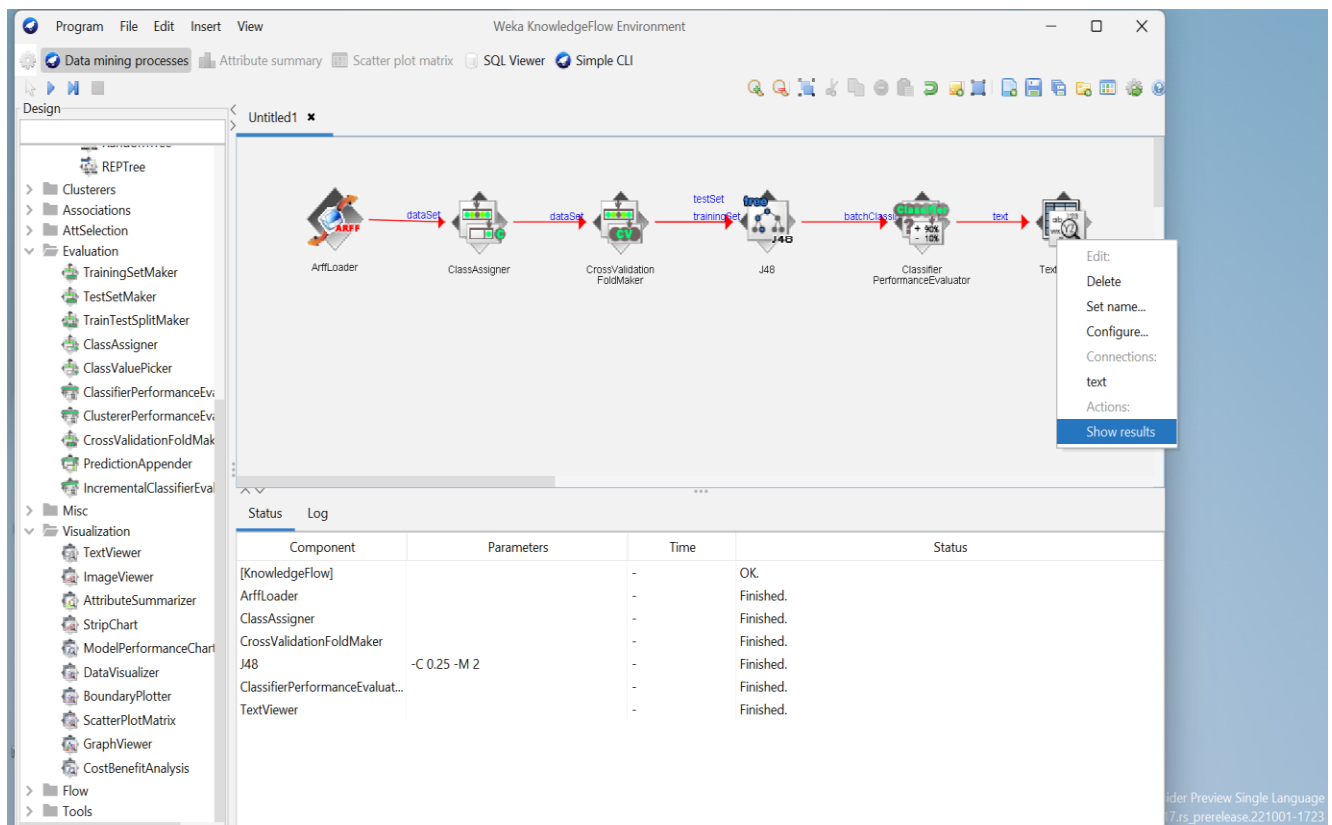 Program File Edit Insert View Weka KnowledgeFlow Environment
Data mining processes Attribute summary Scatter plot matrix SQL Viewer Simple CLI
Design
Untitled1
REPTree
Clusterers
Associations
AttSelection
Evaluation
TrainingSetMaker
TestSetMaker
TrainTestSplitMaker
ClassAssigner
ClassValuePicker
ClassifierPerformanceEva
ClustererPerformanceEva
CrossValidationFoldMak
PredictionAppender
IncrementalClassifierEval
Misc
Visualization
TextViewer
ImageViewer
AttributeSummarizer
StripChart
ModelPerformanceChart
DataVisualizer
BoundaryPlotter
ScatterPlotMatrix
GraphViewer
CostBenefitAnalysis
Flow
Tools
ARFF
ArffLoader
dataSet
ClassAssigner
dataSet
CV
CrossValidation
FoldMaker
testSet
trainingSet
tree
J48
J48
batchClassi
Classifier
+ 90%
- 10%
Classifier
PerformanceEvaluator
text
Text
Edit:
Delete
Set name...
Configure...
Connections:
text
Actions:
Show results
Status Log
Component Parameters Time Status
[KnowledgeFlow] - OK.
ArffLoader - Finished.
ClassAssigner - Finished.
CrossValidationFoldMaker - Finished.
J48 -C 0.25 -M 2 - Finished.
ClassifierPerformanceEvaluat... - Finished.
TextViewer - Finished.
ider Preview Single Language
7.rs_prerelease.221001-1723